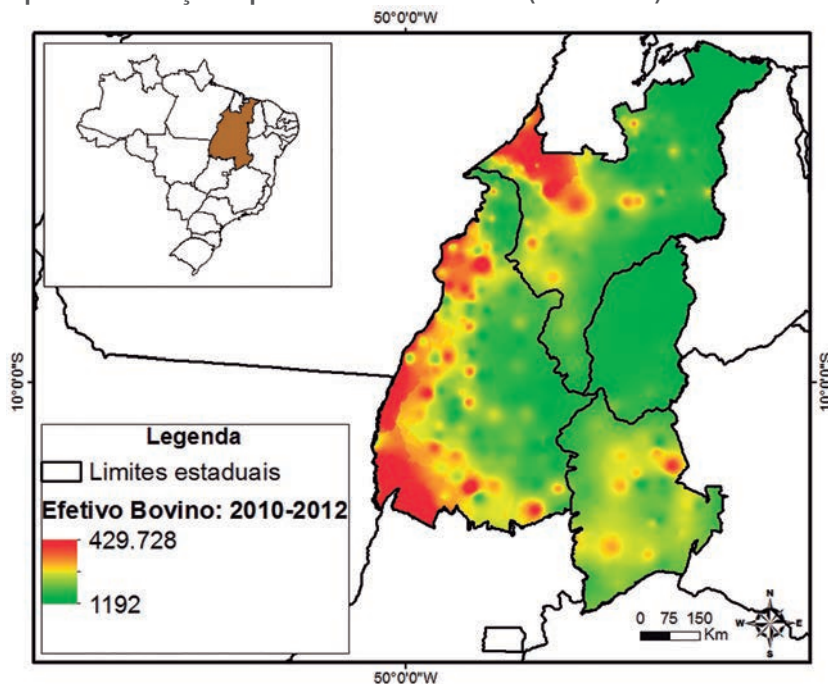 50°0'0"W
10°0'0"S
10°0'0"S
Legenda
Limites estaduais
Efetivo Bovino: 2010-2012
429.728
1192
0 75 150
Km
N
W E
S
50°0'0"W